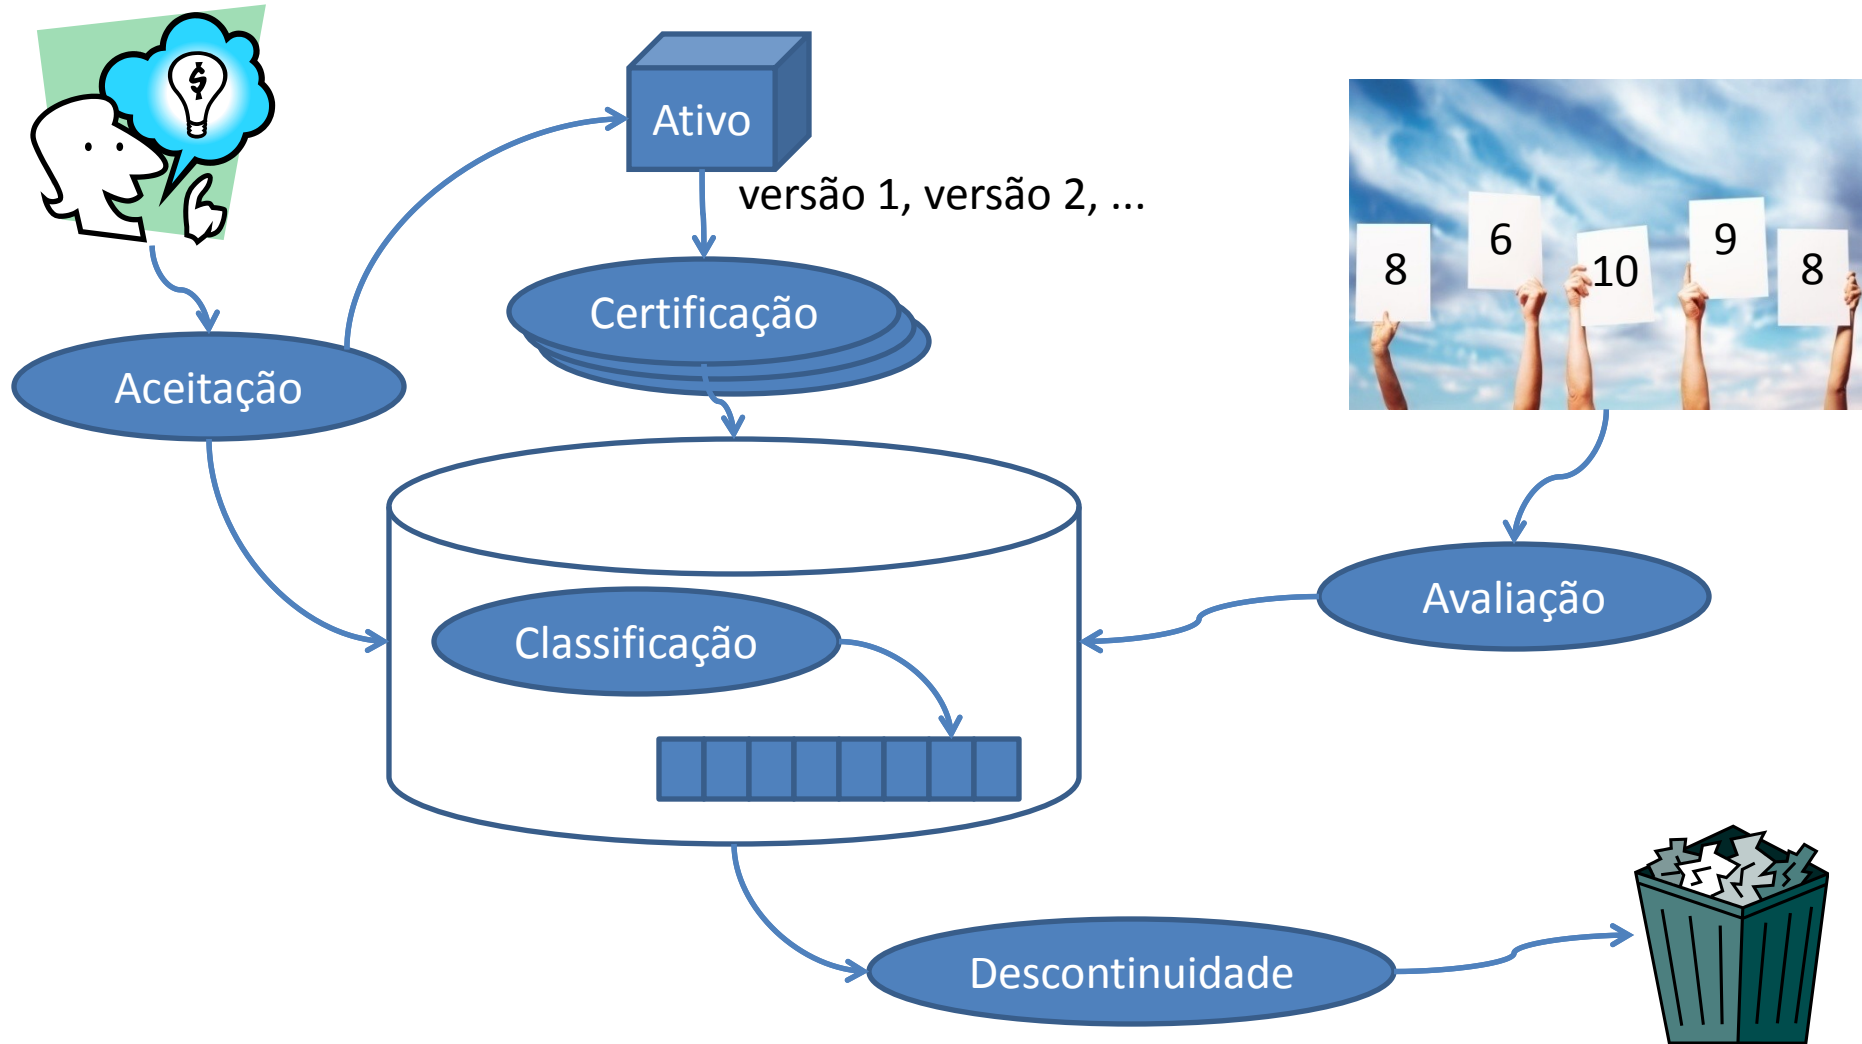 $
Ativo
versão 1, versão 2, ...
8
6
10
9
8
Certificação
Aceitação
Avaliação
Classificação
Descontinuidade